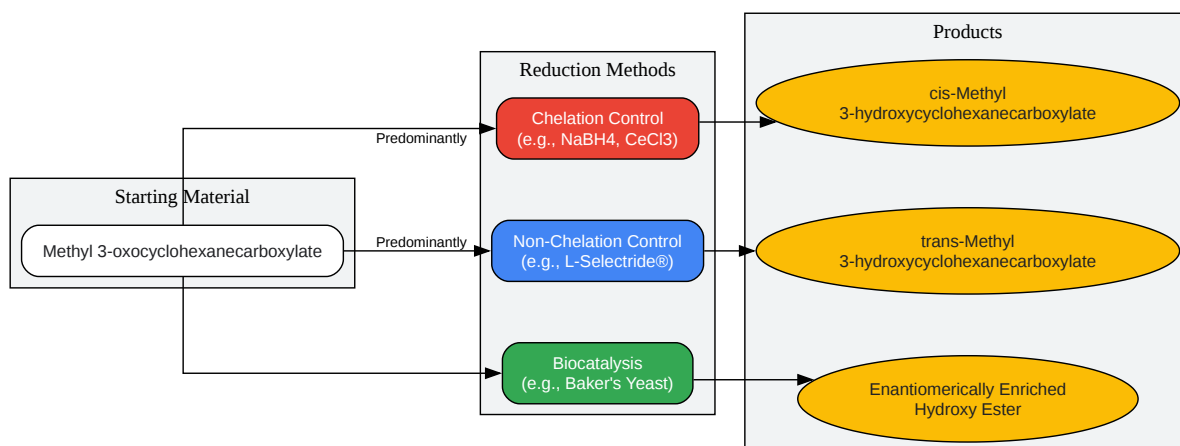 Starting Material
Methyl 3-oxocyclohexanecarboxylate
Predominantly
Predominantly
Reduction Methods
Chelation Control
(e.g., NaBH4, CeCl3)
Non-Chelation Control
(e.g., L-Selectride®)
Biocatalysis
(e.g., Baker's Yeast)
Products
cis-Methyl
3-hydroxycyclohexanecarboxylate
trans-Methyl
3-hydroxycyclohexanecarboxylate
Enantiomerically Enriched
Hydroxy Ester